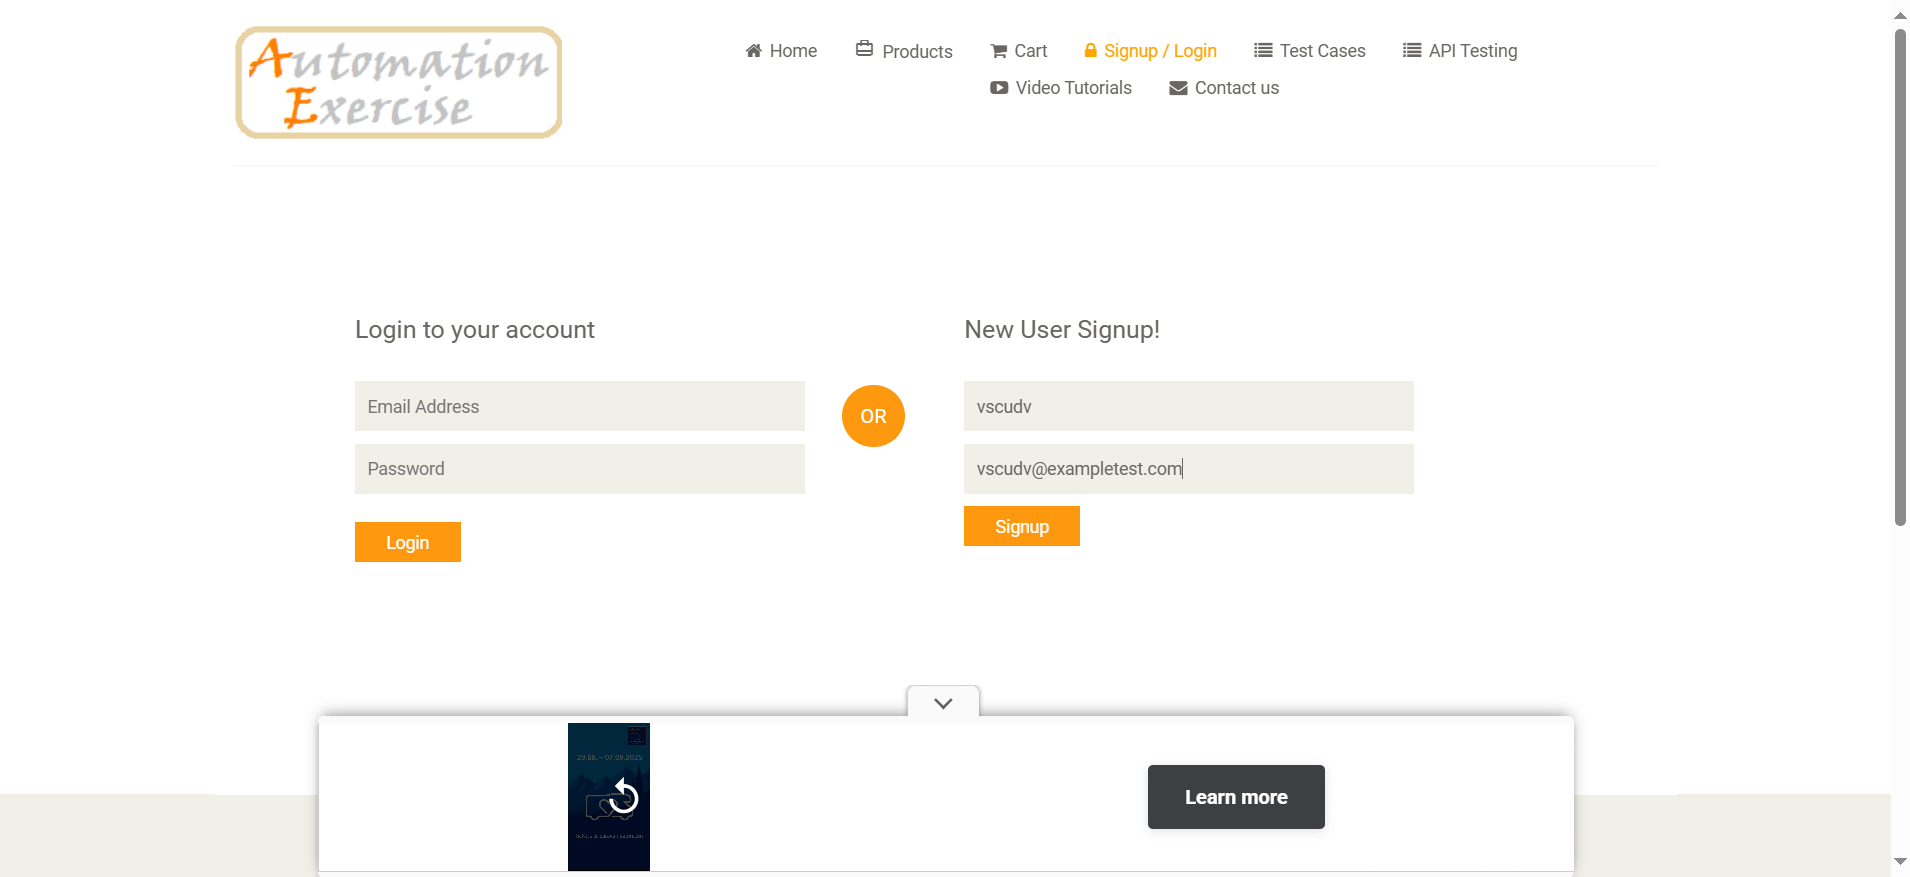 Automation
Exercise
Home
Products
Cart
Signup / Login
Test Cases
API Testing
Video Tutorials
Contact us
Login to your account
Email Address
Password
Login
OR
New User Signup!
vscudv
vscudv@exampletest.com
Signup
29.08. – 07.09.2025
Learn more